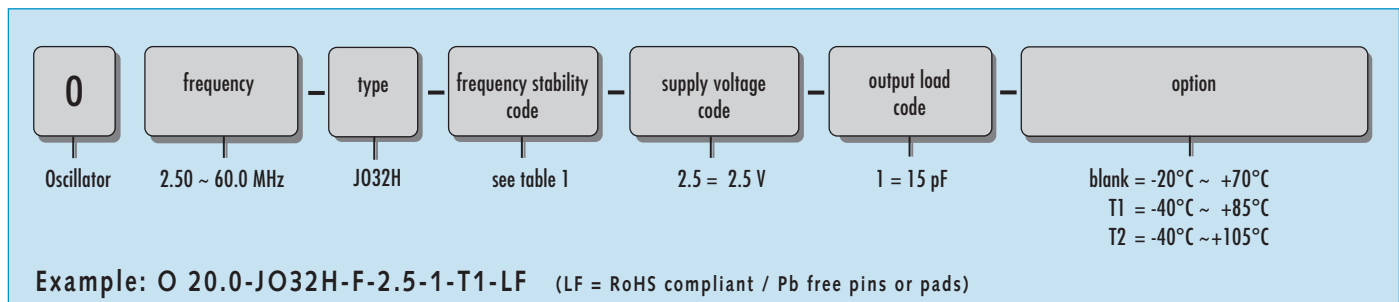 O
frequency
type
frequency stability
code
supply voltage
code
output load
code
option
Oscillator
2.50 ~ 60.0 MHz
JO32H
see table 1
2.5 = 2.5 V
1 = 15 pF
blank = -20°C ~ +70°C
T1 = -40°C ~ +85°C
T2 = -40°C ~+105°C
Example: O 20.0-JO32H-F-2.5-1-T1-LF (LF = RoHS compliant / Pb free pins or pads)